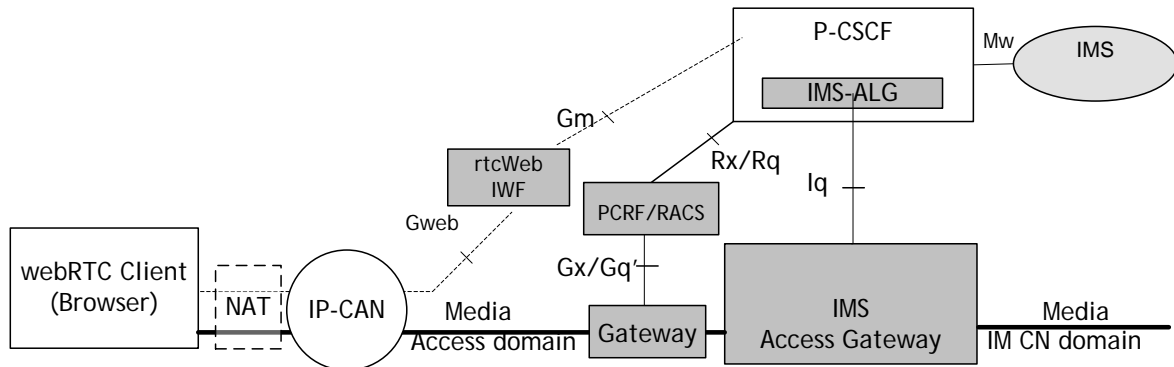 P-CSCF
Mw
IMS
IMS-ALG
Gm
Rx/Rq
rtcWeb
IWF
Iq
PCRF/RACS
Gweb
webRTC Client
(Browser)
NAT
IP-CAN
Gx/Gq'
Media
Access domain
Gateway
IMS
Access Gateway
Media
IM CN domain